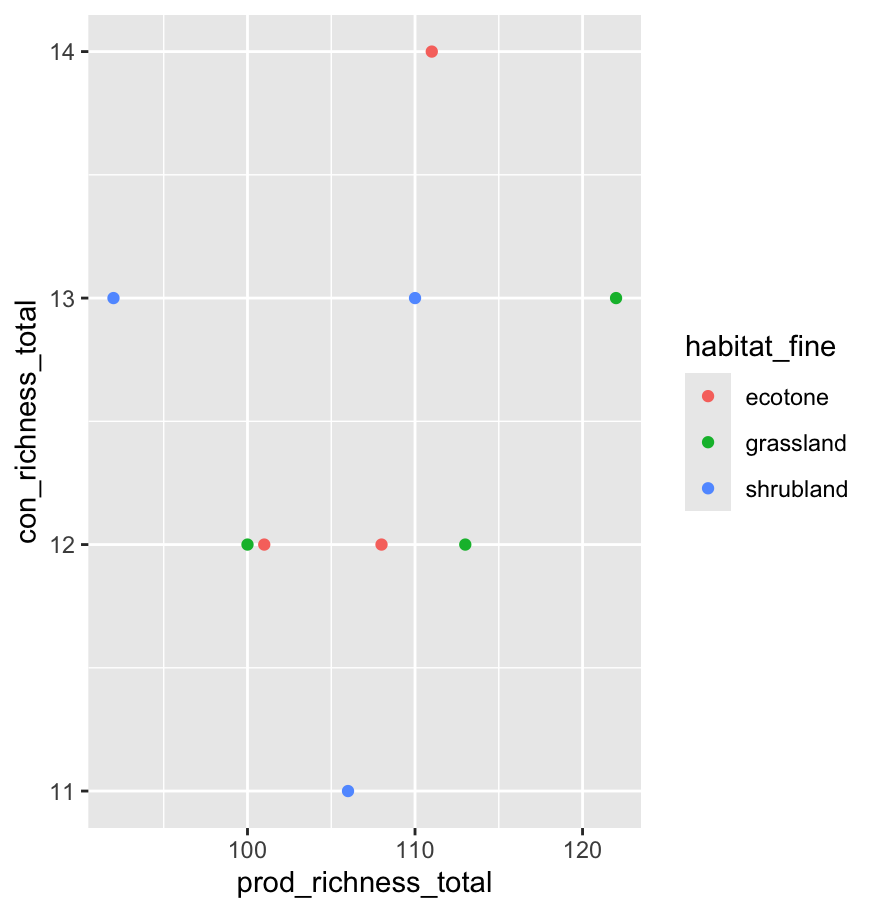 14
13
12
11
con_richness_total
100 110 120
prod_richness_total
habitat_fine
ecotone
grassland
shrubland